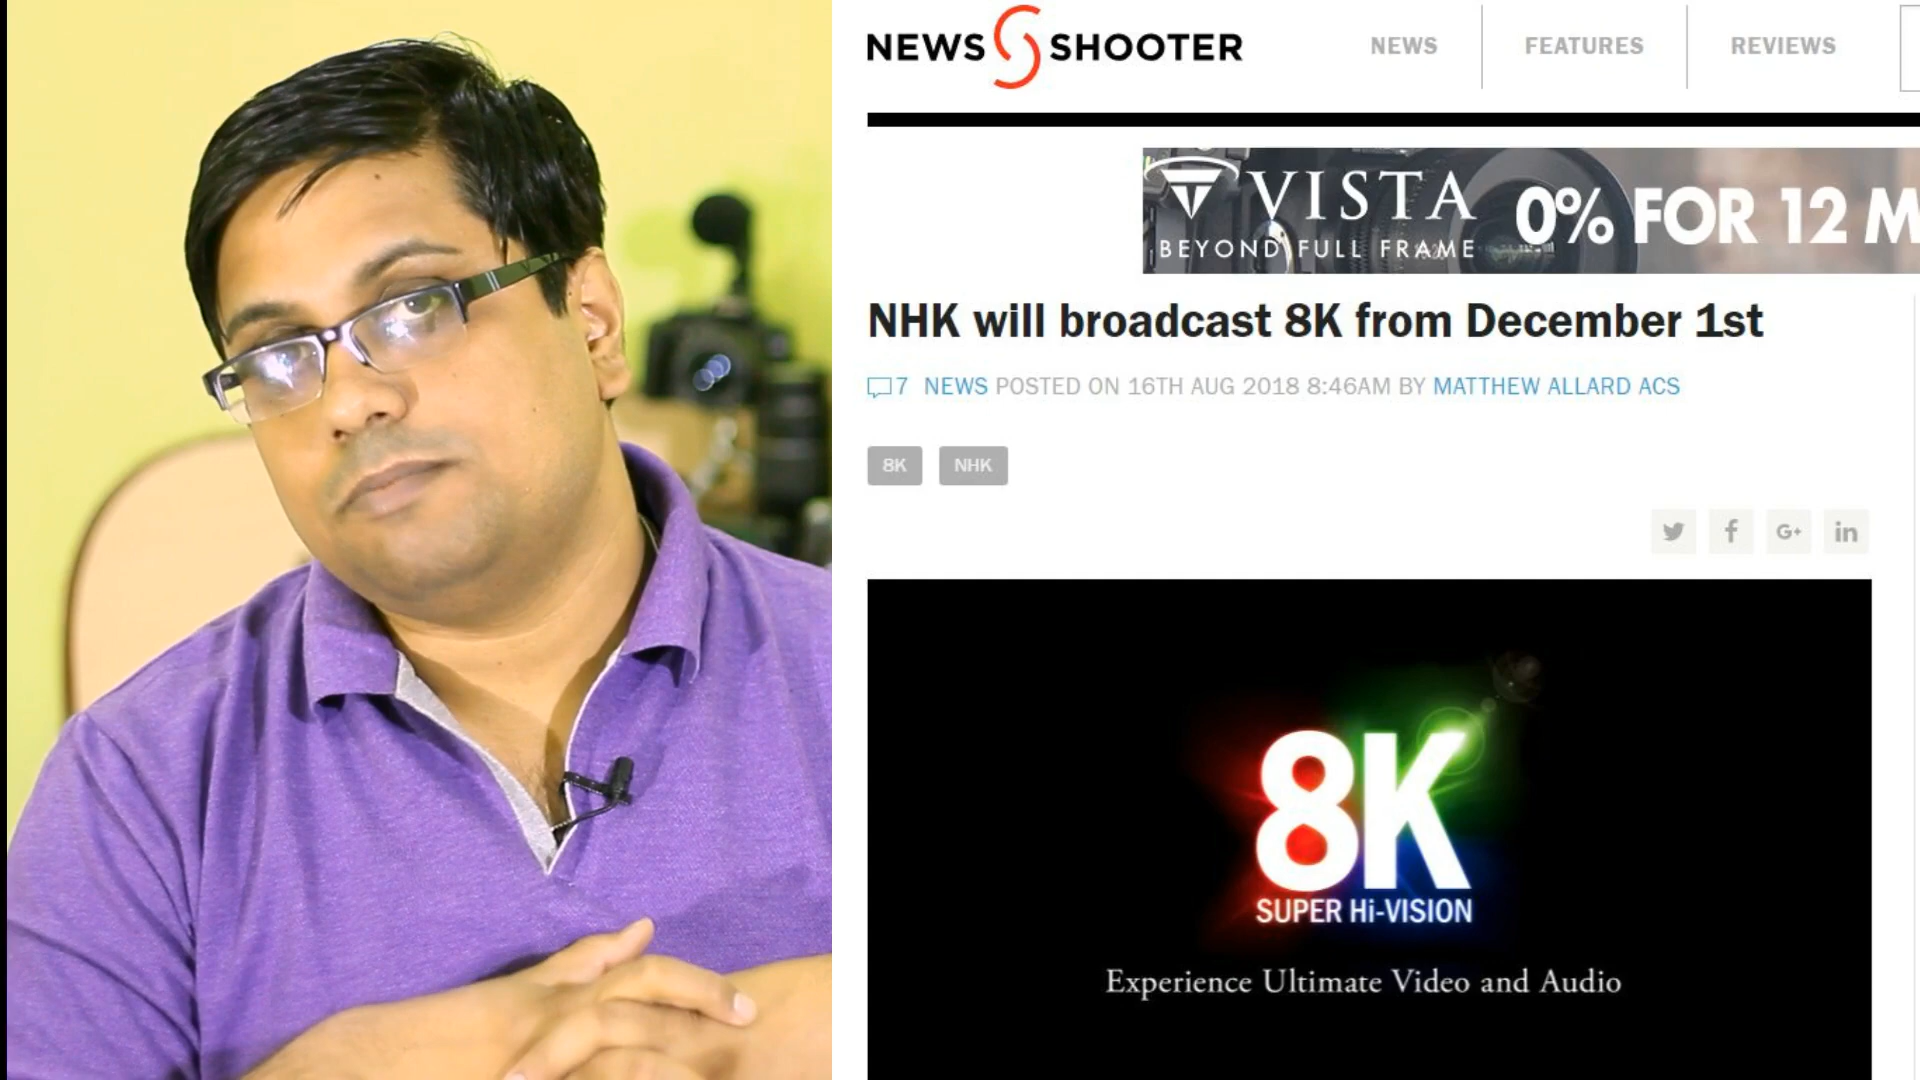 NEWS SHOOTER
NEWS
FEATURES
REVIEWS
VISTA
BEYOND FULL FRAME
0% FOR 12 M
NHK will broadcast 8K from December 1st
7 NEWS POSTED ON 16TH AUG 2018 8:46AM BY MATTHEW ALLARD ACS
8K
NHK
f
G+
in
8K
SUPER Hi-VISION
Experience Ultimate Video and Audio